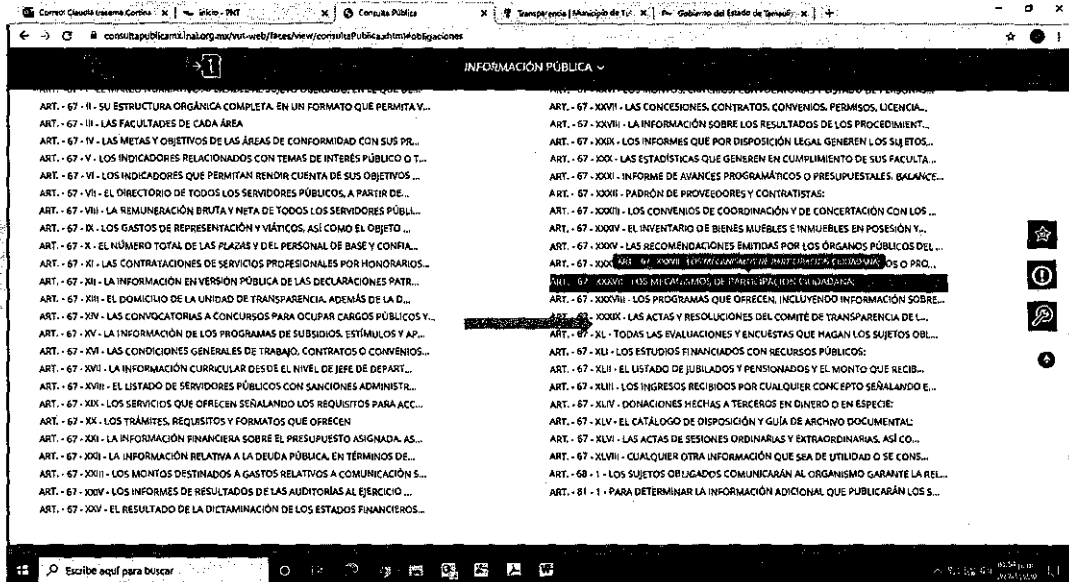 Correo: Claudia
inicio - PNT
Consulta Pública
Transparencia | Municipio de Tu
Gobierno del Estado de Tamaulip
consultapublicamx.inai.org.mx/vut-web/faces/view/consultaPublica.xhtml#obligaciones
INFORMACIÓN PÚBLICA
ART. - 67 - II - SU ESTRUCTURA ORGÁNICA COMPLETA. EN UN FORMATO QUE PERMITA V...
ART. - 67 - III - LAS FACULTADES DE CADA ÁREA
ART. - 67 - IV - LAS METAS Y OBJETIVOS DE LAS ÁREAS DE CONFORMIDAD CON SUS PR...
ART. - 67 - V - LOS INDICADORES RELACIONADOS CON TEMAS DE INTERÉS PÚBLICO O T...
ART. - 67 - VI - LOS INDICADORES QUE PERMITAN RENDIR CUENTA DE SUS OBJETIVOS ...
ART. - 67 - VII - EL DIRECTORIO DE TODOS LOS SERVIDORES PÚBLICOS, A PARTIR DE...
ART. - 67 - VIII - LA REMUNERACIÓN BRUTA Y NETA DE TODOS LOS SERVIDORES PÚBLI...
ART. - 67 - IX - LOS GASTOS DE REPRESENTACIÓN Y VIÁTICOS, ASÍ COMO EL OBJETO ...
ART. - 67 - X - EL NÚMERO TOTAL DE LAS PLAZAS Y DEL PERSONAL DE BASE Y CONFIA...
ART. - 67 - XI - LAS CONTRATACIONES DE SERVICIOS PROFESIONALES POR HONORARIOS...
ART. - 67 - XII - LA INFORMACIÓN EN VERSIÓN PÚBLICA DE LAS DECLARACIONES PATR...
ART. - 67 - XIII - EL DOMICILIO DE LA UNIDAD DE TRANSPARENCIA, ADEMÁS DE LA D...
ART. - 67 - XIV - LAS CONVOCATORIAS A CONCURSOS PARA OCUPAR CARGOS PÚBLICOS Y...
ART. - 67 - XV - LA INFORMACIÓN DE LOS PROGRAMAS DE SUBSIDIOS, ESTÍMULOS Y AP...
ART. - 67 - XVI - LAS CONDICIONES GENERALES DE TRABAJO, CONTRATOS O CONVENIOS...
ART. - 67 - XVII - LA INFORMACIÓN CURRICULAR DESDE EL NIVEL DE JEFE DE DEPART...
ART. - 67 - XVIII - EL LISTADO DE SERVIDORES PÚBLICOS CON SANCIONES ADMINISTR...
ART. - 67 - XIX - LOS SERVICIOS QUE OFRECEN SEÑALANDO LOS REQUISITOS PARA ACC...
ART. - 67 - XX - LOS TRÁMITES, REQUISITOS Y FORMATOS QUE OFRECEN
ART. - 67 - XXI - LA INFORMACIÓN FINANCIERA SOBRE EL PRESUPUESTO ASIGNADA. AS...
ART. - 67 - XXII - LA INFORMACIÓN RELATIVA A LA DEUDA PÚBLICA, EN TÉRMINOS DE...
ART. - 67 - XXIII - LOS MONTOS DESTINADOS A GASTOS RELATIVOS A COMUNICACIÓN S...
ART. - 67 - XXIV - LOS INFORMES DE RESULTADOS DE LAS AUDITORÍAS AL EJERCICIO ...
ART. - 67 - XXV - EL RESULTADO DE LA DICTAMINACIÓN DE LOS ESTADOS FINANCIEROS...
ART. - 67 - XXVII - LAS CONCESIONES, CONTRATOS, CONVENIOS, PERMISOS, LICENCIA...
ART. - 67 - XXVIII - LA INFORMACIÓN SOBRE LOS RESULTADOS DE LOS PROCEDIMIENT...
ART. - 67 - XXIX - LOS INFORMES QUE POR DISPOSICIÓN LEGAL GENEREN LOS SUJETOS...
ART. - 67 - XXX - LAS ESTADÍSTICAS QUE GENEREN EN CUMPLIMIENTO DE SUS FACULTA...
ART. - 67 - XXXI - INFORME DE AVANCES PROGRAMÁTICOS O PRESUPUESTALES. BALANCE...
ART. - 67 - XXXII - PADRÓN DE PROVEEDORES Y CONTRATISTAS:
ART. - 67 - XXXIII - LOS CONVENIOS DE COORDINACIÓN Y DE CONCERTACIÓN CON LOS ...
ART. - 67 - XXXIV - EL INVENTARIO DE BIENES MUEBLES E INMUEBLES EN POSESIÓN Y...
ART. - 67 - XXXV - LAS RECOMENDACIONES EMITIDAS POR LOS ÓRGANOS PÚBLICOS DEL ...
ART. - 67 - XXX ART. - 67 - XXXVII - LOS MECANISMOS DE PARTICIPACIÓN CIUDADANA; OS O PRO...
ART. - 67 - XXXVII - LOS MECANISMOS DE PARTICIPACIÓN CIUDADANA;
ART. - 67 - XXXVIII - LOS PROGRAMAS QUE OFRECEN, INCLUYENDO INFORMACIÓN SOBRE...
ART. - 67 - XXXIX - LAS ACTAS Y RESOLUCIONES DEL COMITÉ DE TRANSPARENCIA DE L...
ART. - 67 - XL - TODAS LAS EVALUACIONES Y ENCUESTAS QUE HAGAN LOS SUJETOS OBL...
ART. - 67 - XLI - LOS ESTUDIOS FINANCIADOS CON RECURSOS PÚBLICOS:
ART. - 67 - XLII - EL LISTADO DE JUBILADOS Y PENSIONADOS Y EL MONTO QUE RECIB...
ART. - 67 - XLIII - LOS INGRESOS RECIBIDOS POR CUALQUIER CONCEPTO SEÑALANDO E...
ART. - 67 - XLIV - DONACIONES HECHAS A TERCEROS EN DINERO O EN ESPECIE:
ART. - 67 - XLV - EL CATÁLOGO DE DISPOSICIÓN Y GUÍA DE ARCHIVO DOCUMENTAL:
ART. - 67 - XLVI - LAS ACTAS DE SESIONES ORDINARIAS Y EXTRAORDINARIAS, ASÍ CO...
ART. - 67 - XLVIII - CUALQUIER OTRA INFORMACIÓN QUE SEA DE UTILIDAD O SE CONS...
ART. - 68 - 1 - LOS SUJETOS OBLIGADOS COMUNICARÁN AL ORGANISMO GARANTE LA REL...
ART. - 81 - 1 - PARA DETERMINAR LA INFORMACIÓN ADICIONAL QUE PUBLICARÁN LOS S...
Escribe aquí para buscar